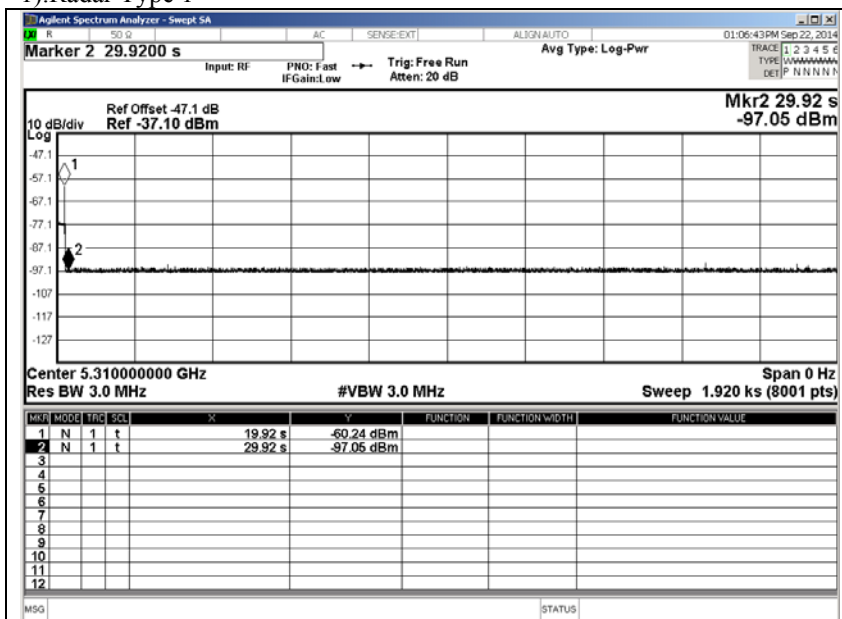 1).Radar Type 1
Agilent Spectrum Analyzer - Swept SA
LXI R 50 Ω AC SENSE:EXT ALIGNAUTO 01:06:43 PM Sep 22, 2014
Marker 2 29.9200 s
Input: RF PNO: Fast Trig: Free Run Avg Type: Log-Pwr TRACE 1 2 3 4 5 6
IFGain:Low Atten: 20 dB TYPE
DET P N N N N
Ref Offset -47.1 dB Mkr2 29.92 s
10 dB/div Ref -37.10 dBm -97.05 dBm
Log
-47.1
1
-57.1
-67.1
-77.1
-87.1
2
-97.1
-107
-117
-127
Center 5.310000000 GHz Span 0 Hz
Res BW 3.0 MHz #VBW 3.0 MHz Sweep 1.920 ks (8001 pts)
MKR MODE TRC SCL X Y FUNCTION FUNCTION WIDTH FUNCTION VALUE
1 N 1 t 19.92 s -60.24 dBm
2 N 1 t 29.92 s -97.05 dBm
3
4
5
6
7
8
9
10
11
12
MSG STATUS